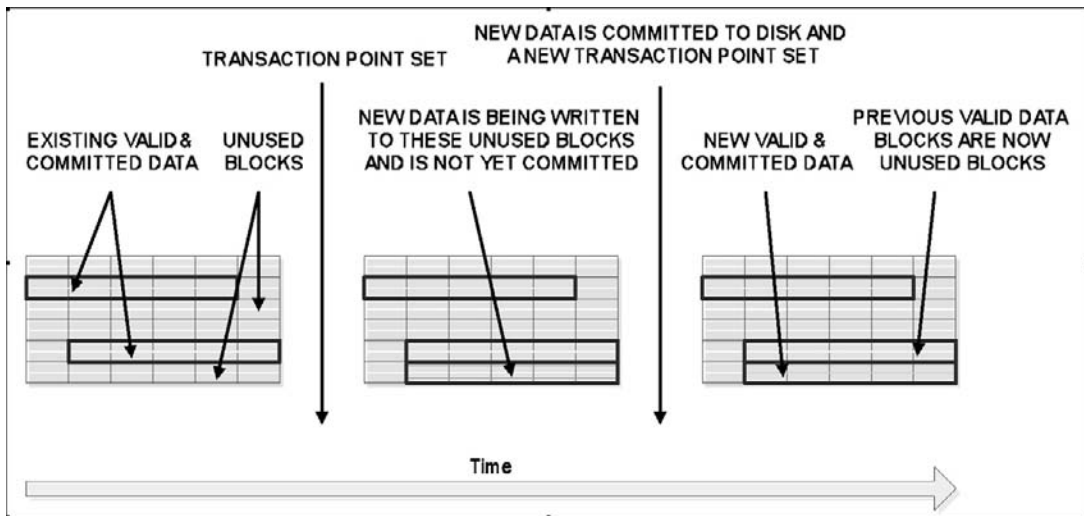 TRANSACTION POINT SET
NEW DATA IS COMMITTED TO DISK AND
A NEW TRANSACTION POINT SET
EXISTING VALID &
COMMITTED DATA
UNUSED
BLOCKS
NEW DATA IS BEING WRITTEN
TO THESE UNUSED BLOCKS
AND IS NOT YET COMMITTED
NEW VALID &
COMMITTED DATA
PREVIOUS VALID DATA
BLOCKS ARE NOW
UNUSED BLOCKS
Time